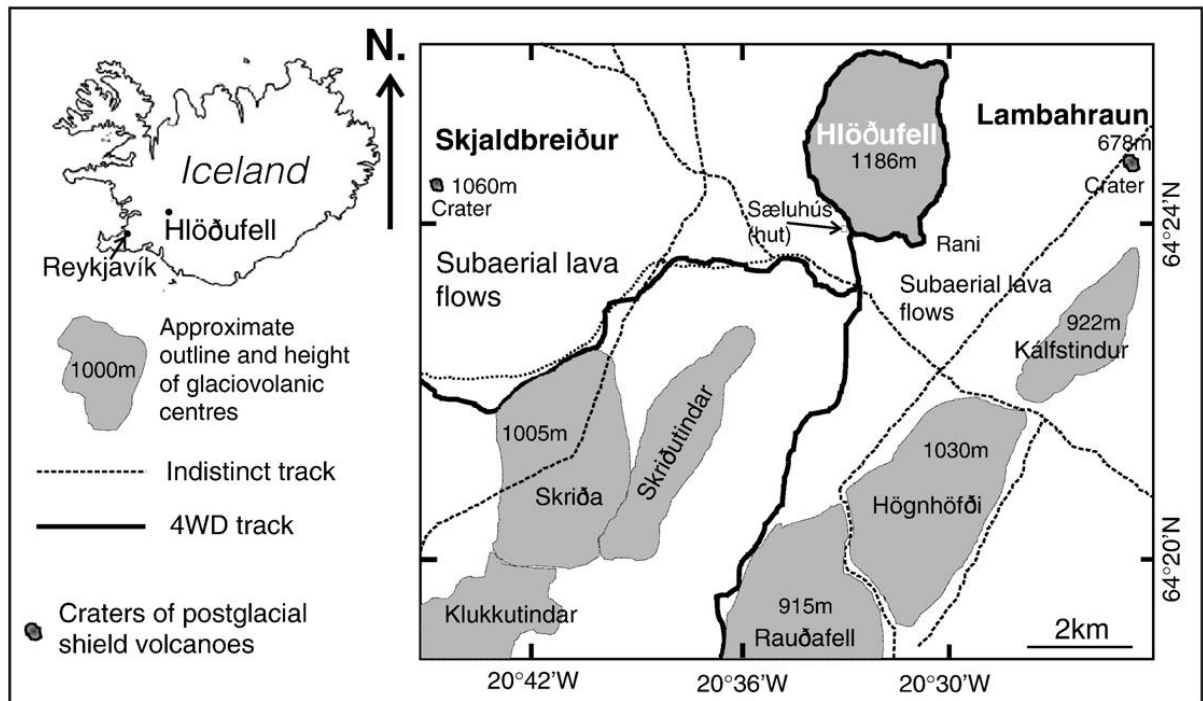 N.
Iceland
Hlöðufell
Reykjavík
1000m
Approximate
outline and height
of glaciovolanic
centres
Indistinct track
4WD track
Craters of postglacial
shield volcanoes
Skjaldbreiður
1060m
Crater
Subaerial lava
flows
Hlöðufell
1186m
Sæluhús
(hut)
Rani
Lambahraun
678m
Crater
Subaerial lava
flows
922m
Kálfstindur
1005m
Skriða
Skriðutindar
1030m
Högnhöfði
Klukkutindar
915m
Rauðafell
2km
64°24'N
64°20'N
20°42'W
20°36'W
20°30'W